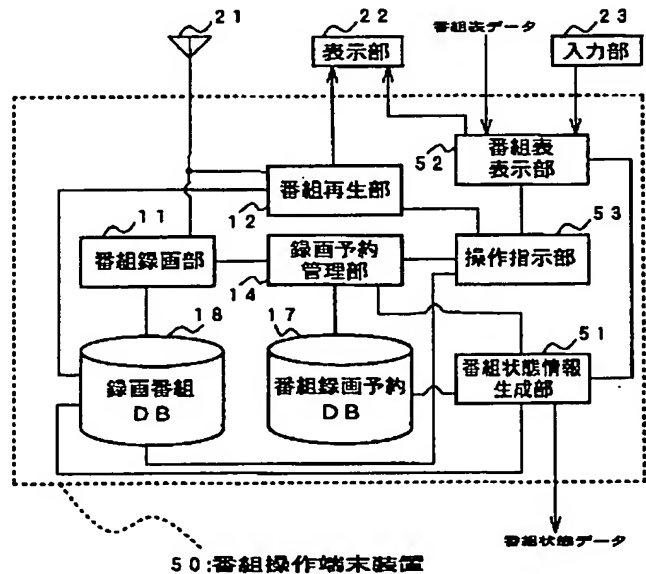 21
22
表示部
番組表データ
23
入力部
52
番組表
表示部
番組再生部
12
53
操作指示部
11
番組録画部
録画予約
管理部
14
18
録画番組
DB
17
番組録画予約
DB
51
番組状態情報
生成部
番組状態データ
50:番組操作端末装置